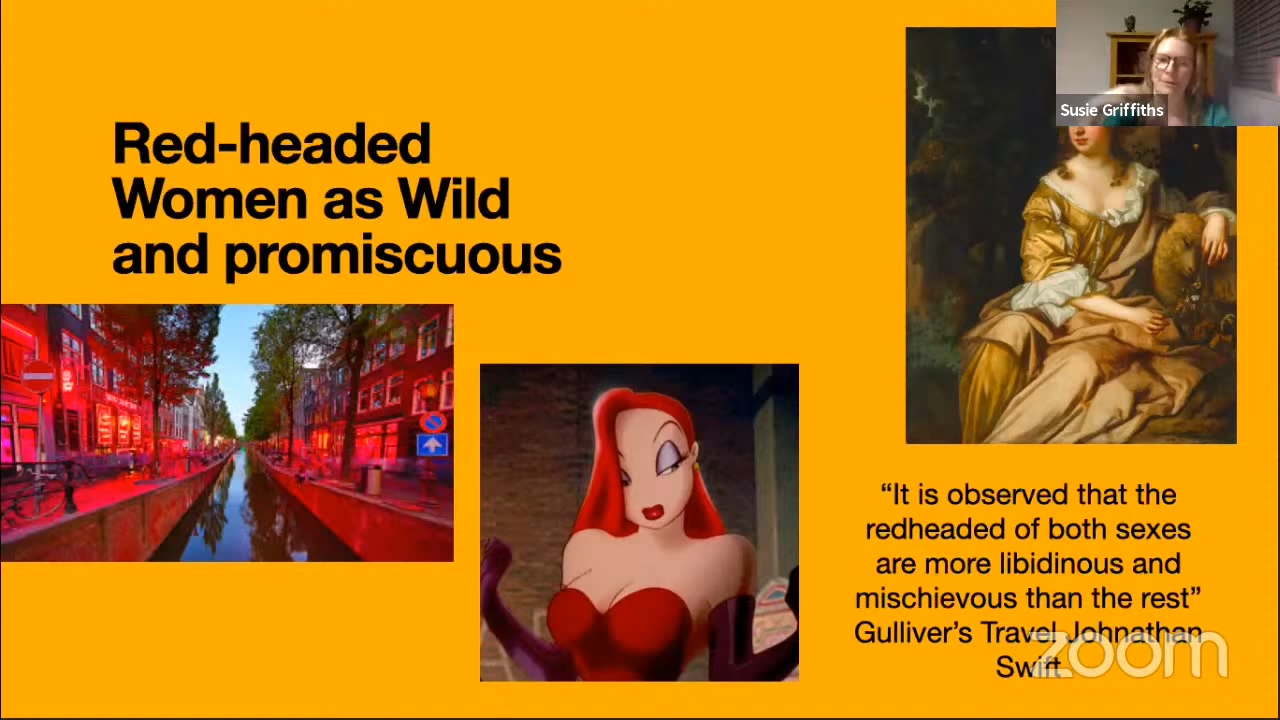 Susie Griffiths
Red-headed
Women as Wild
and promiscuous
“It is observed that the
redheaded of both sexes
are more libidinous and
mischievous than the rest”
Gulliver’s Travel Johnathan
Swift
zoom